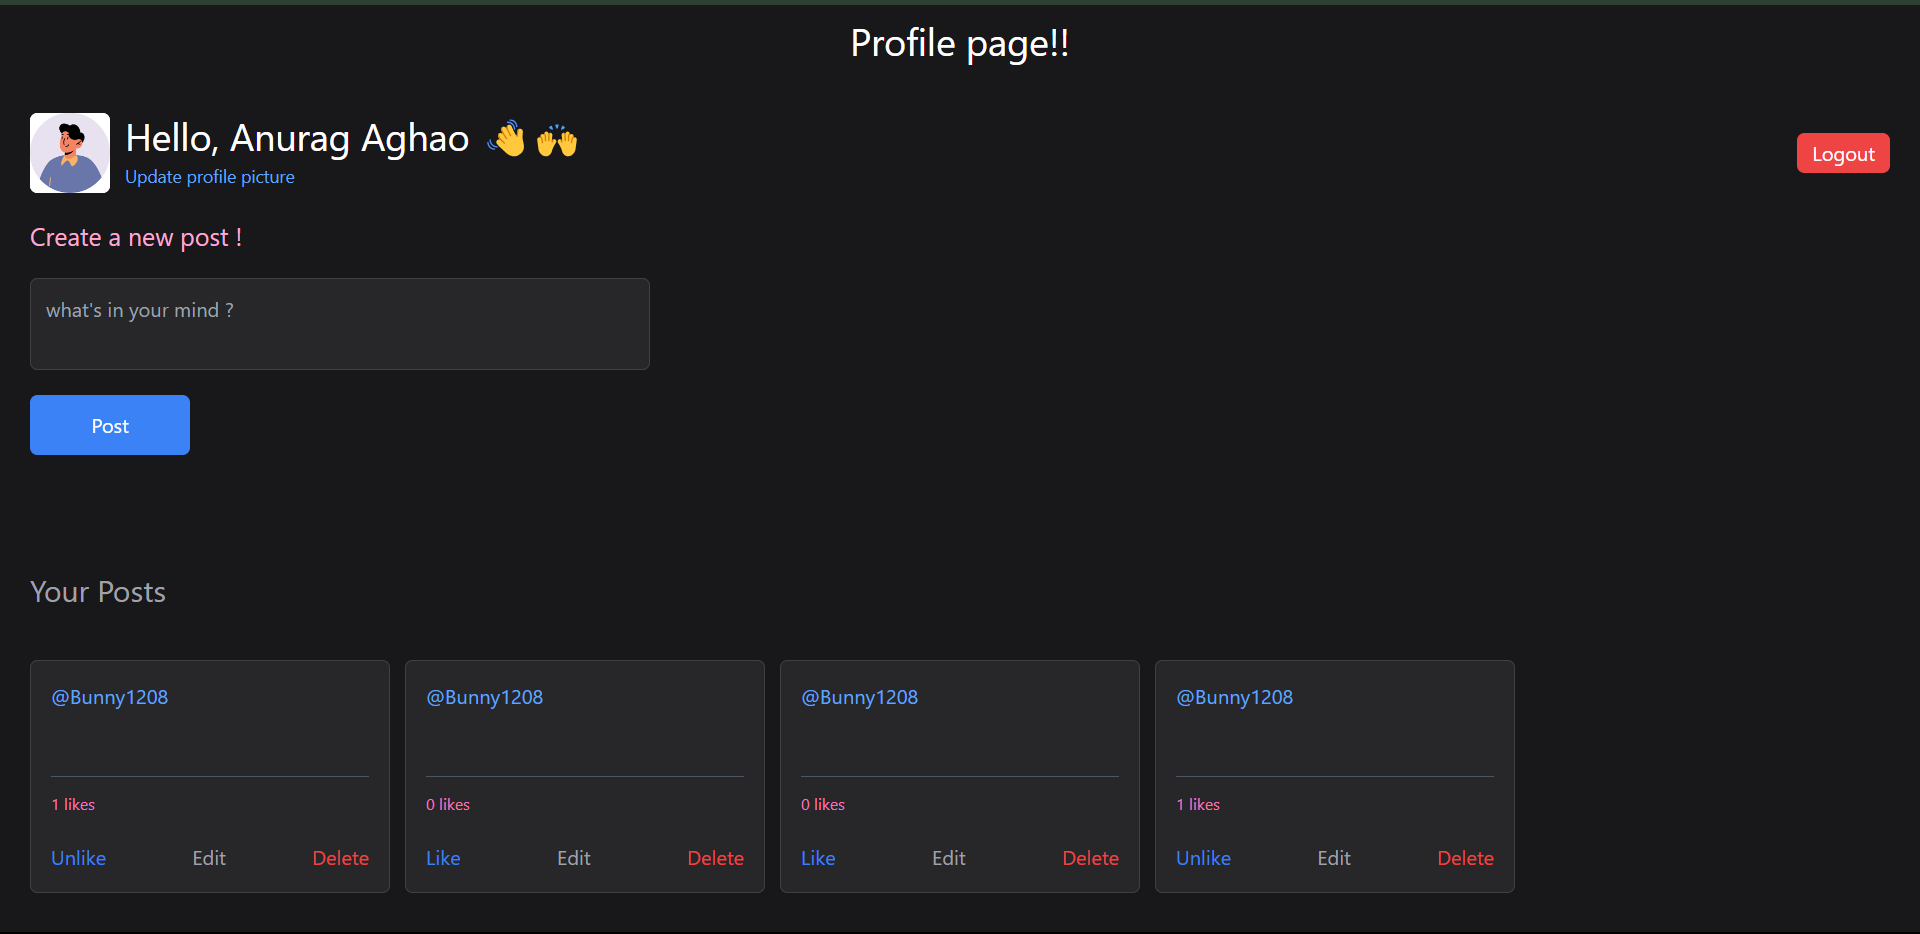 Profile page!!
Hello, Anurag Aghao 👋 🙌
Update profile picture
Logout
Create a new post !
what's in your mind ?
Post
Your Posts
@Bunny1208
1 likes
Unlike Edit Delete
@Bunny1208
0 likes
Like Edit Delete
@Bunny1208
0 likes
Like Edit Delete
@Bunny1208
1 likes
Unlike Edit Delete